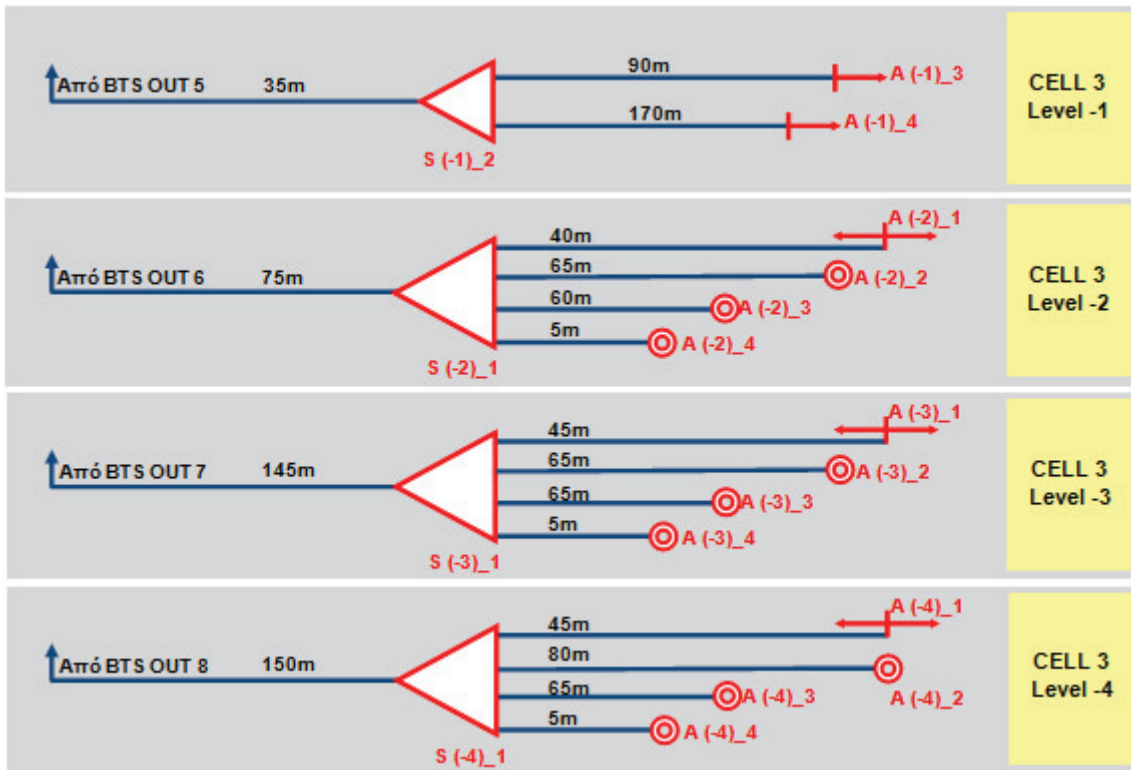 90m
A (-1)_3
Από BTS OUT 5 35m
170m
A (-1)_4
S (-1)_2
CELL 3
Level -1
A (-2)_1
40m
65m
A (-2)_2
Από BTS OUT 6 75m
60m
A (-2)_3
5m
A (-2)_4
S (-2)_1
CELL 3
Level -2
A (-3)_1
45m
65m
A (-3)_2
Από BTS OUT 7 145m
65m
A (-3)_3
5m
A (-3)_4
S (-3)_1
CELL 3
Level -3
A (-4)_1
45m
80m
A (-4)_2
Από BTS OUT 8 150m
65m
A (-4)_3
5m
A (-4)_4
S (-4)_1
CELL 3
Level -4